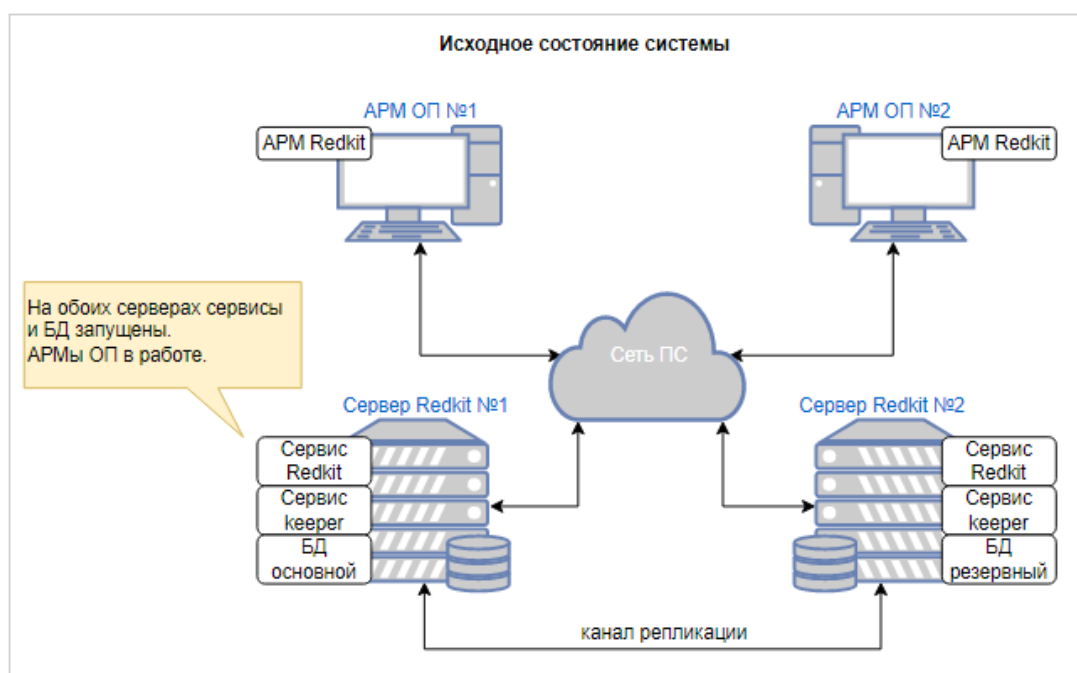 Исходное состояние системы
АРМ ОП №1
АРМ ОП №2
АРМ Redkit
АРМ Redkit
На обоих серверах сервисы
и БД запущены.
АРМы ОП в работе.
Сеть ПС
Сервер Redkit №1
Сервер Redkit №2
Сервис
Redkit
Сервис
keeper
БД
основной
Сервис
Redkit
Сервис
keeper
БД
резервный
канал репликации